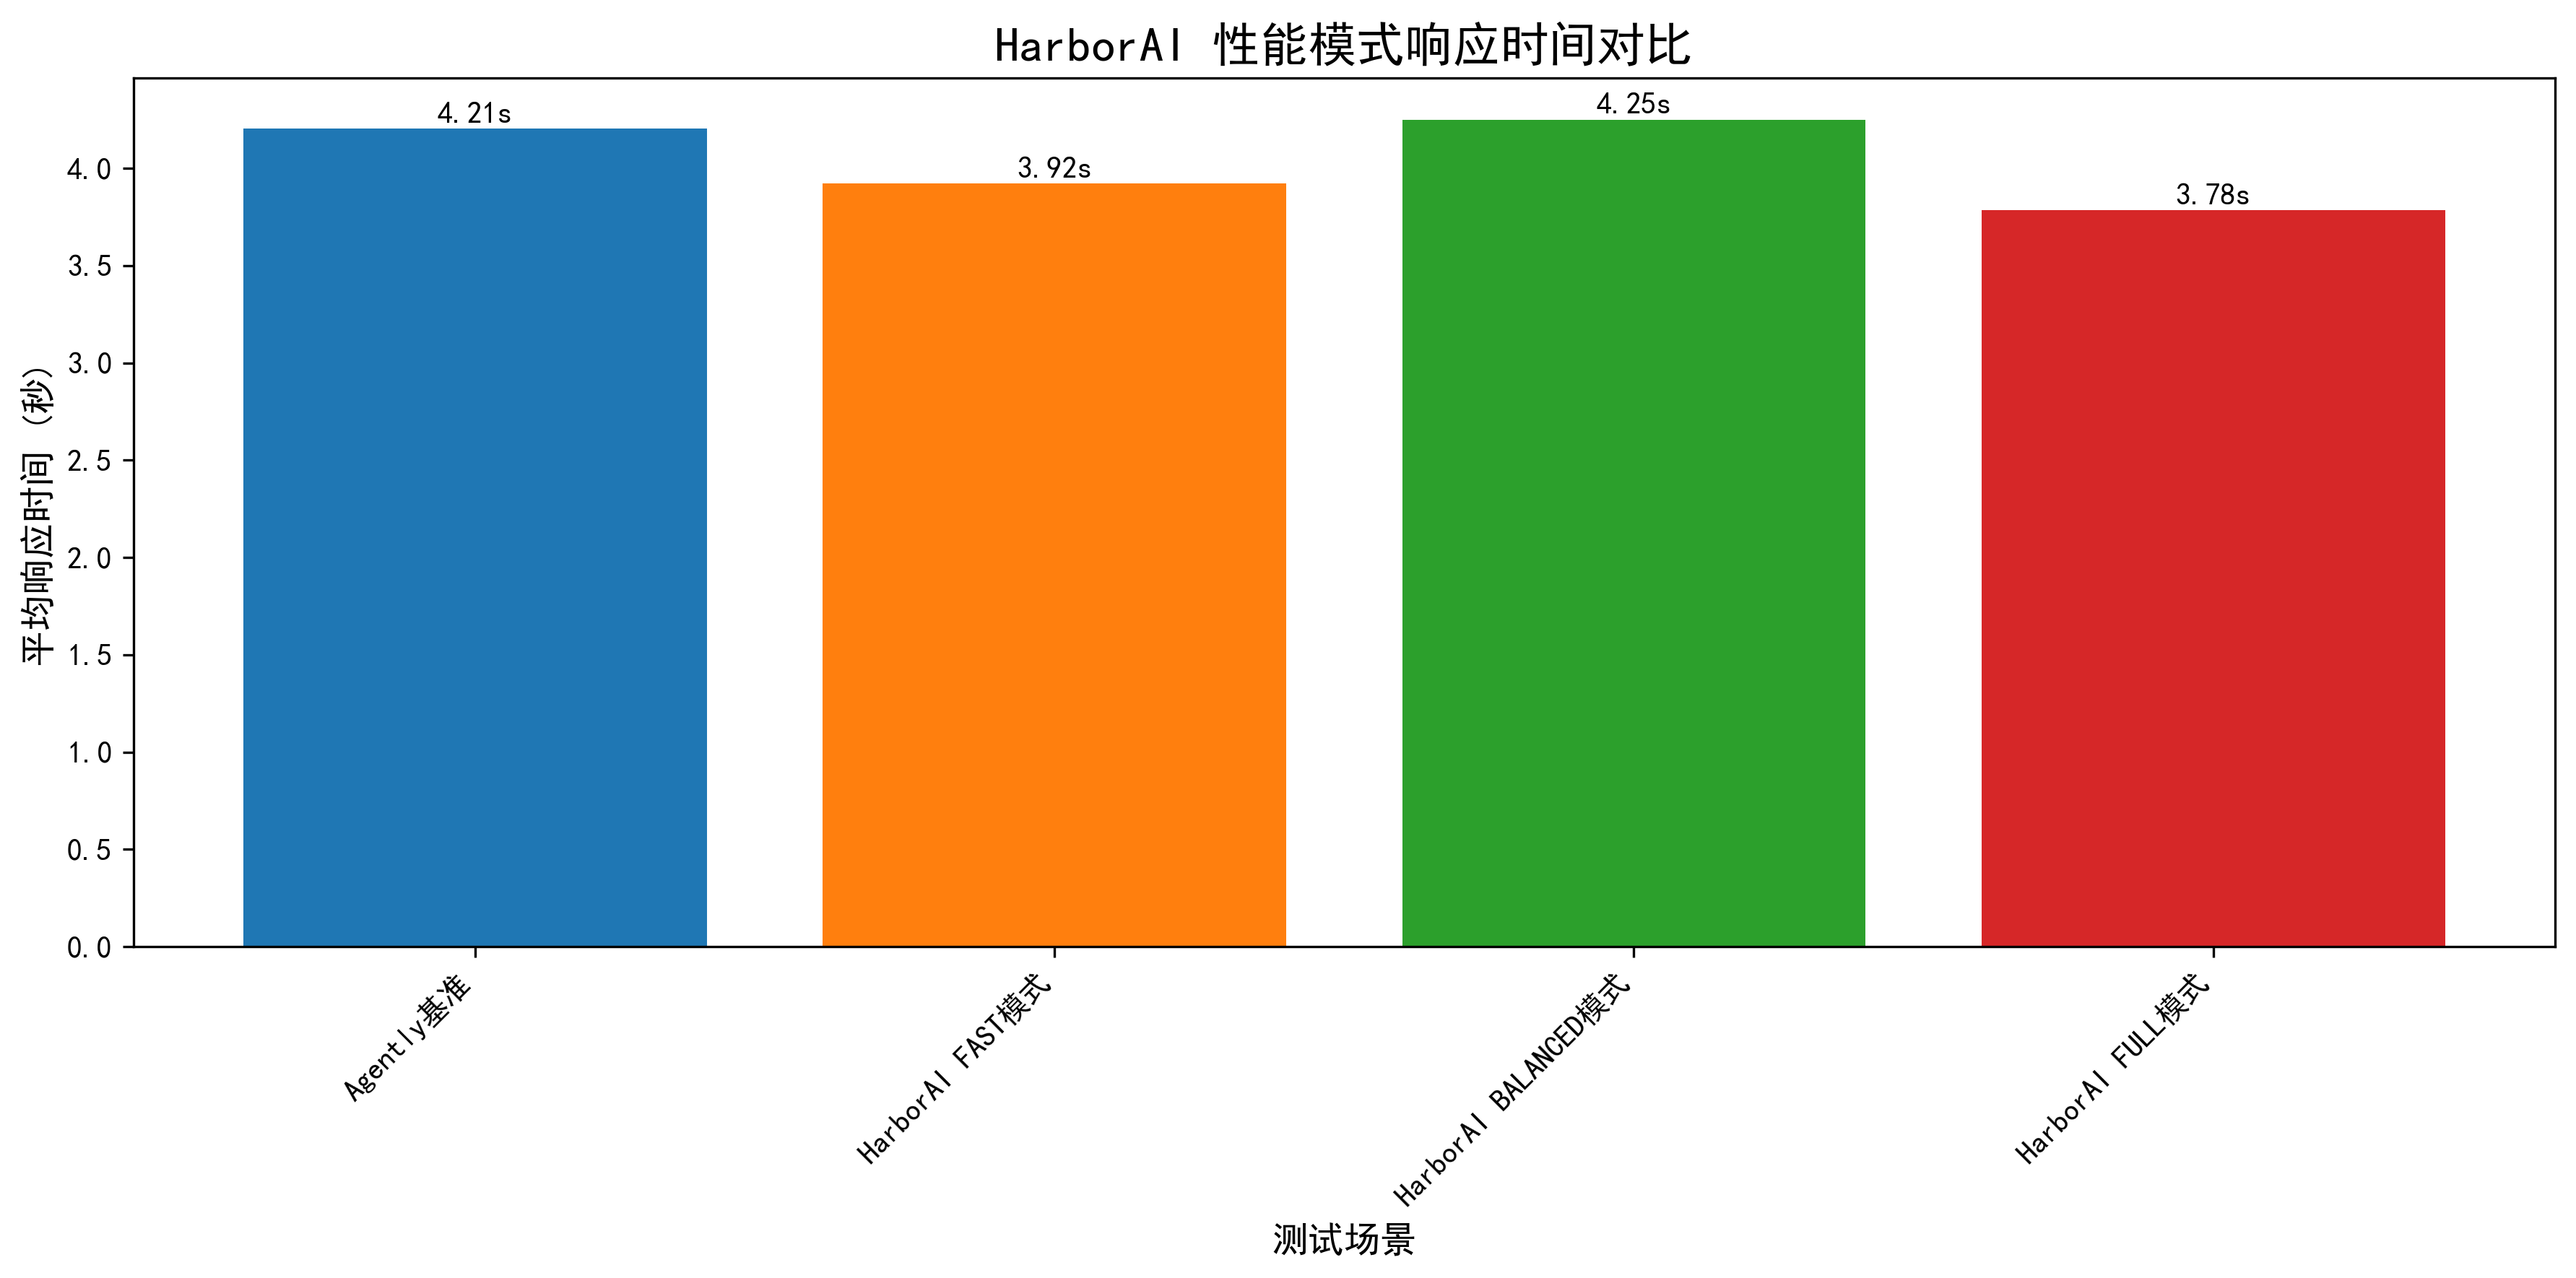 HarborAI 性能模式响应时间对比
4.21s
3.92s
4.25s
3.78s
平均响应时间 (秒)
4.0
3.5
3.0
2.5
2.0
1.5
1.0
0.5
0.0
Agently基准
HarborAI FAST模式
HarborAI BALANCED模式
HarborAI FULL模式
测试场景